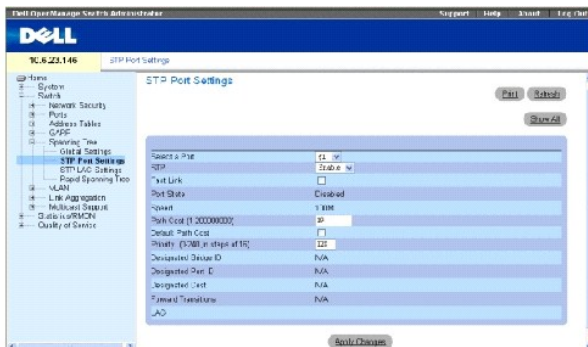 Dell OpenManage Switch Administrator
Support Help About Log Out
DELL
10.6.23.146
STP Port Settings
Home
System
Switch
Network Security
Ports
Address Tables
GARP
Spanning Tree
Global Settings
STP Port Settings
STP LAG Settings
Rapid Spanning Tree
VLAN
Link Aggregation
Multicast Support
Statistics/RMON
Quality of Service
STP Port Settings
Print Refresh
Show All
Select a Port
STP Enable
Fast Link
Port State Disabled
Speed 100M
Path Cost (1-200000000) 19
Default Path Cost
Priority (0-240, in steps of 16) 128
Designated Bridge ID N/A
Designated Port ID N/A
Designated Cost N/A
Forward Transitions N/A
LAG
Apply Changes